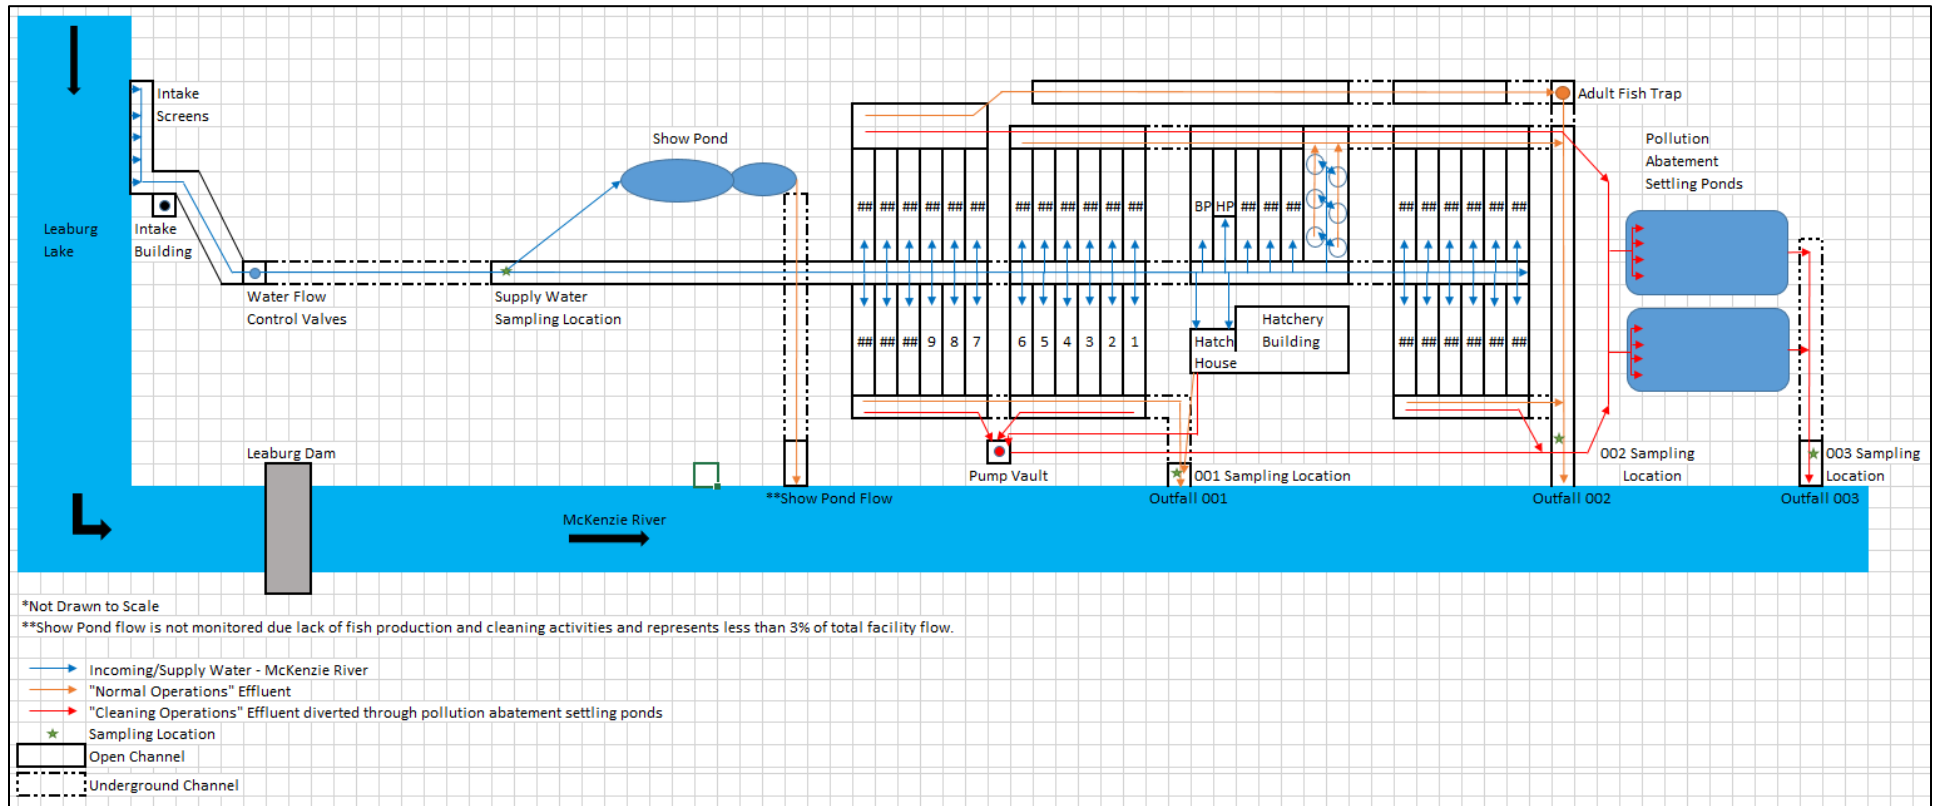 Intake
Screens
Adult Fish Trap
Show Pond
Pollution
Abatement
Settling Ponds
## ## ## ## ## ## ## ## ## ## ## ## BP HP ## ## ## ## ## ## ## ## ##
Leaburg
Lake
Intake
Building
Water Flow
Control Valves
Supply Water
Sampling Location
Hatchery
Building
## ## ## 9 8 7 6 5 4 3 2 1
Hatch
House
## ## ## ## ## ##
Leaburg Dam
Pump Vault
001 Sampling Location
002 Sampling
Location
003 Sampling
Location
**Show Pond Flow
Outfall 001
Outfall 002
Outfall 003
McKenzie River
*Not Drawn to Scale
**Show Pond flow is not monitored due lack of fish production and cleaning activities and represents less than 3% of total facility flow.
Incoming/Supply Water - McKenzie River
"Normal Operations" Effluent
"Cleaning Operations" Effluent diverted through pollution abatement settling ponds
Sampling Location
Open Channel
Underground Channel